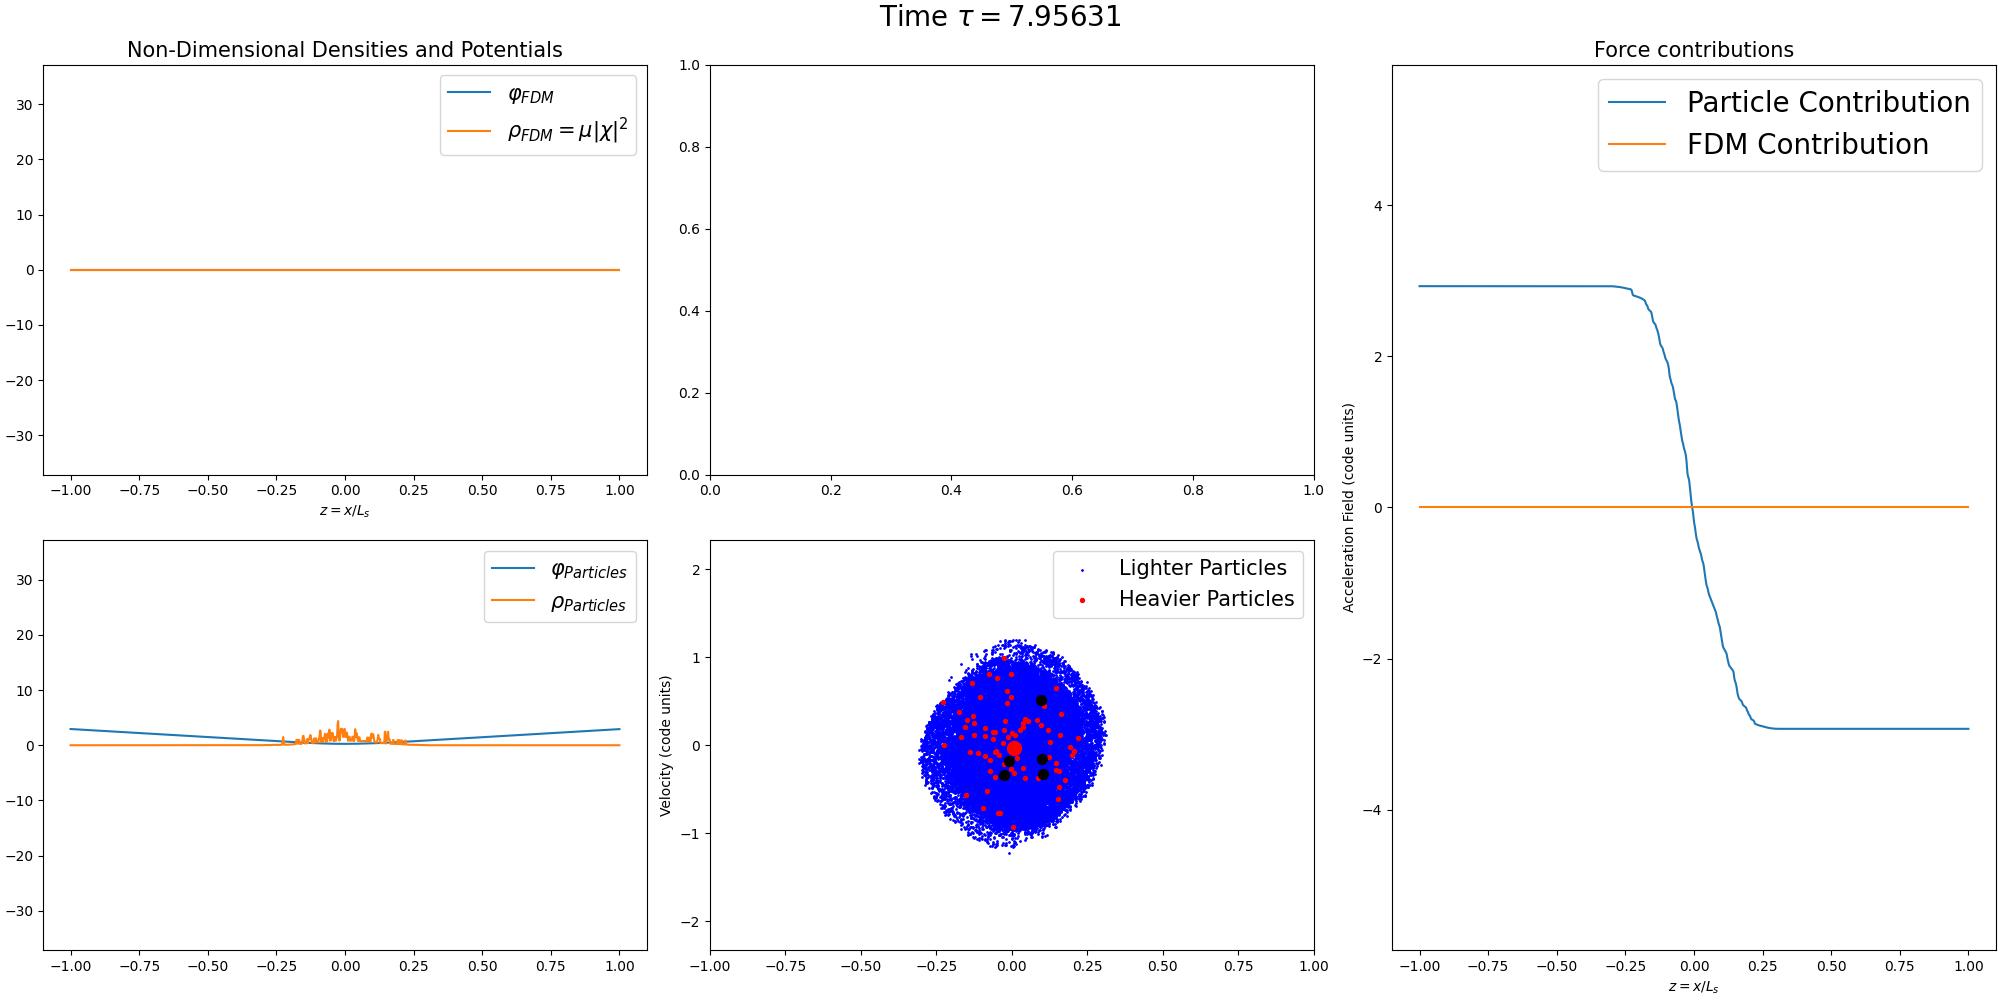 Time τ = 7.95631
Non-Dimensional Densities and Potentials
30
20
10
0
−10
−20
−30
−1.00 −0.75 −0.50 −0.25 0.00 0.25 0.50 0.75 1.00
z = x/Lₛ
φ_FDM
ρ_FDM = μ|χ|²
1.0
0.8
0.6
0.4
0.2
0.0
0.0 0.2 0.4 0.6 0.8 1.0
30
20
10
0
−10
−20
−30
−1.00 −0.75 −0.50 −0.25 0.00 0.25 0.50 0.75 1.00
φ_Particles
ρ_Particles
Velocity (code units)
2
1
0
−1
−2
−1.00 −0.75 −0.50 −0.25 0.00 0.25 0.50 0.75 1.00
Lighter Particles
Heavier Particles
Force contributions
Acceleration Field (code units)
4
2
0
−2
−4
−1.00 −0.75 −0.50 −0.25 0.00 0.25 0.50 0.75 1.00
z = x/Lₛ
Particle Contribution
FDM Contribution